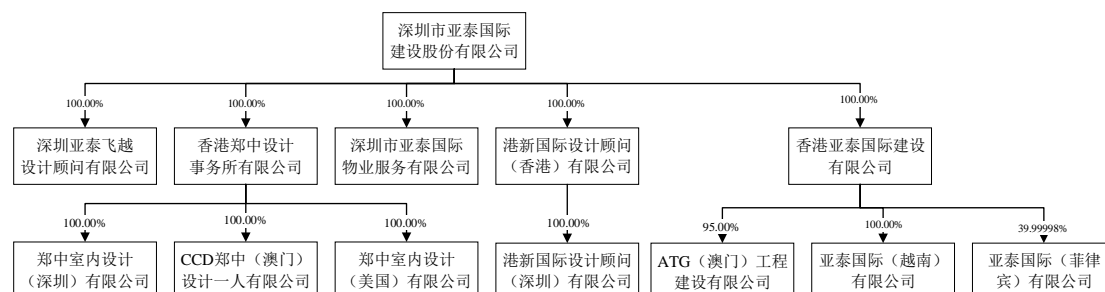 深圳市亚泰国际
建设股份有限公司
100.00%
100.00%
100.00%
100.00%
100.00%
深圳亚泰飞越
设计顾问有限公司
香港郑中设计
事务所有限公司
深圳市亚泰国际
物业服务有限公司
港新国际设计顾问
（香港）有限公司
香港亚泰国际建设
有限公司
100.00%
100.00%
100.00%
100.00%
95.00%
100.00%
39.99998%
郑中室内设计
（深圳）有限公司
CCD郑中（澳门）
设计一人有限公司
郑中室内设计
（美国）有限公司
港新国际设计顾问
（深圳）有限公司
ATG（澳门）工程
建设有限公司
亚泰国际（越南）
有限公司
亚泰国际（菲律
宾）有限公司